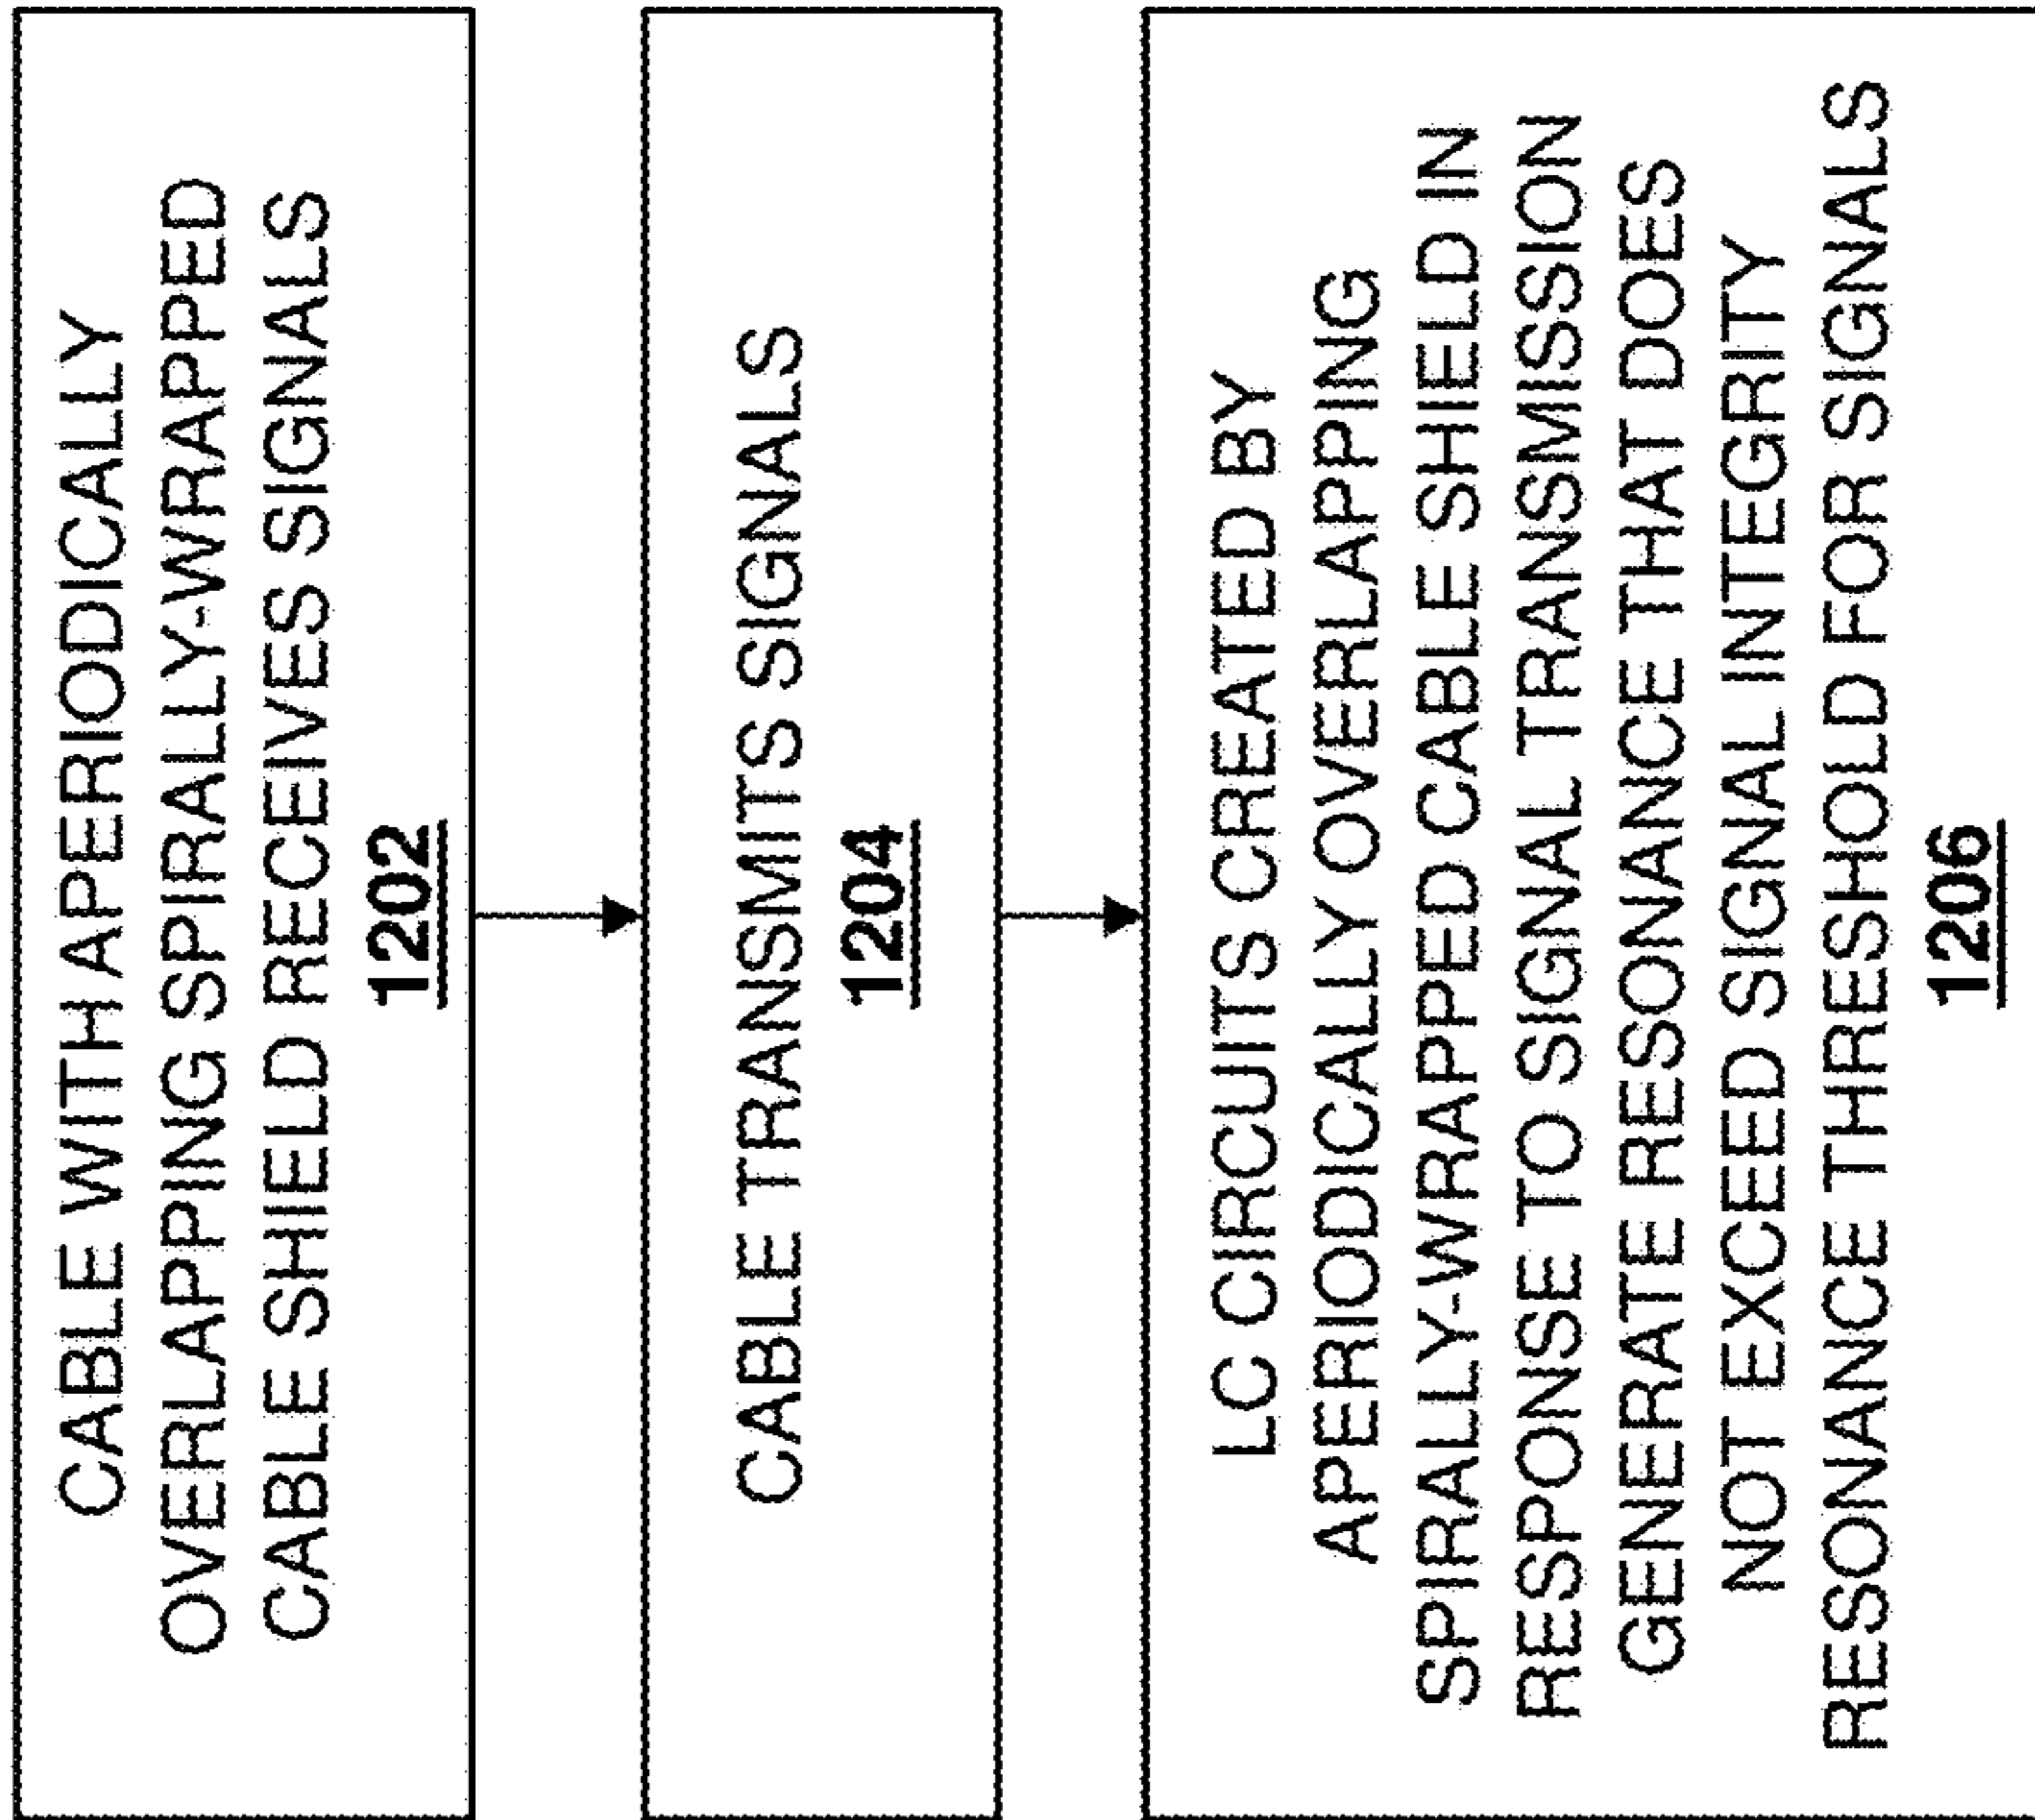 CABLE WITH APERIODICALLY
OVERLAPPING SPIRALLY-WRAPPED
CABLE SHIELD RECEIVES SIGNALS
1202
CABLE TRANSMITS SIGNALS
1204
LC CIRCUITS CREATED BY
APERIODICALLY OVERLAPPING
SPIRALLY-WRAPPED CABLE SHIELD IN
RESPONSE TO SIGNAL TRANSMISSION
GENERATE RESONANCE THAT DOES
NOT EXCEED SIGNAL INTEGRITY
RESONANCE THRESHOLD FOR SIGNALS
1206